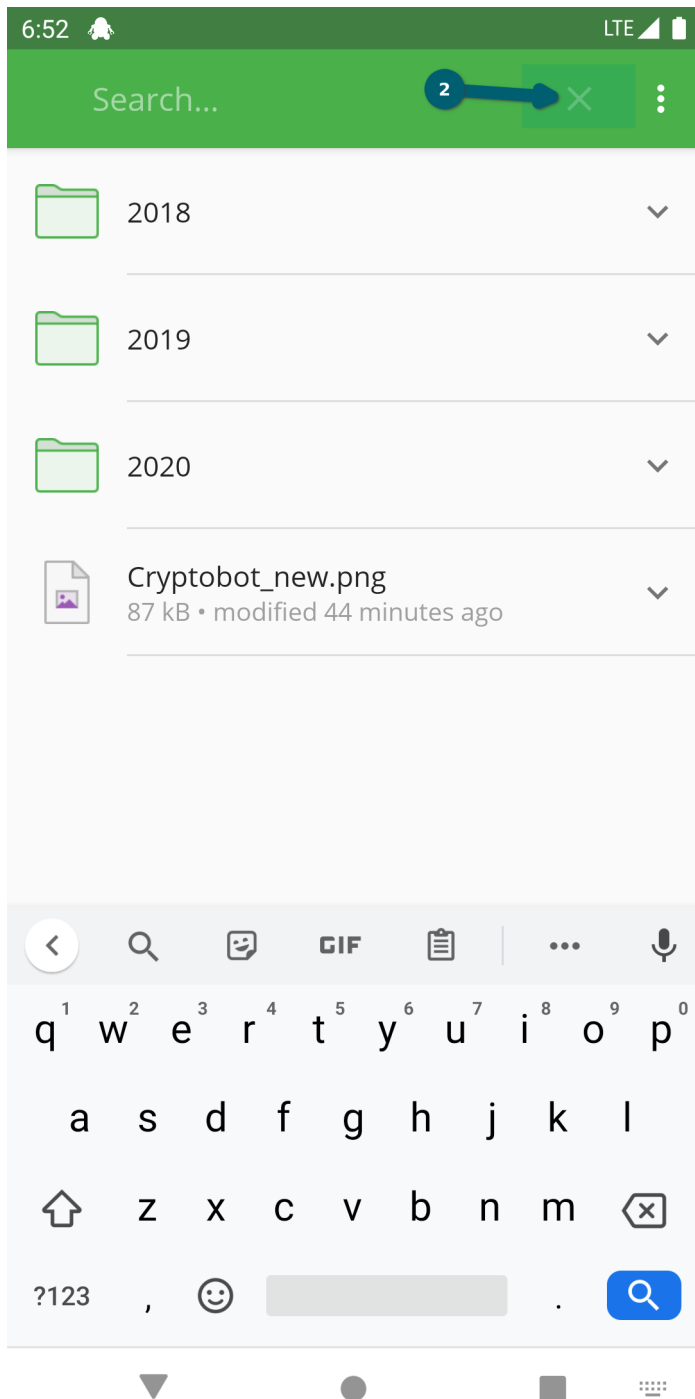 6:52 LTE
Search...
2
2018
2019
2020
Cryptobot_new.png
87 kB • modified 44 minutes ago
GIF
1 2 3 4 5 6 7 8 9 0
q w e r t y u i o p
a s d f g h j k l
z x c v b n m
?123 , .